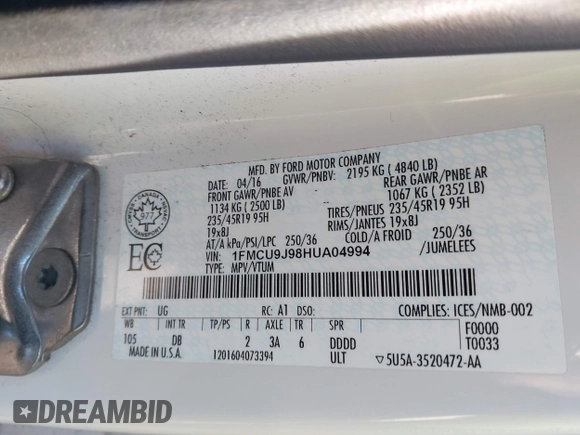 MFD. BY FORD MOTOR COMPANY
DATE: 04/16 GVWR/PNBV: 2195 KG ( 4840 LB)
FRONT GAWR/PNBE AV REAR GAWR/PNBE AR
1134 KG ( 2500 LB) 1067 KG ( 2352 LB)
235/45R19 95H TIRES/PNEUS 235/45R19 95H
19x8J RIMS/JANTES 19x8J
AT/A kPa/PSI/LPC 250/36 COLD/A FROID 250/36
VIN: 1FMCU9J98HUA04994 /JUMELEES
TYPE: MPV/VTUM
CANADA
977
TRANSPORT
EC
EXT PNT: UG RC: A1 DSO: COMPLIES: ICES/NMB-002
WB INT TR TP/PS R AXLE TR SPR F0000
105 DB 2 3A 6 DDDD T0033
MADE IN U.S.A. 1201604073394 ULT ▽5U5A-3520472-AA
DREAMBID